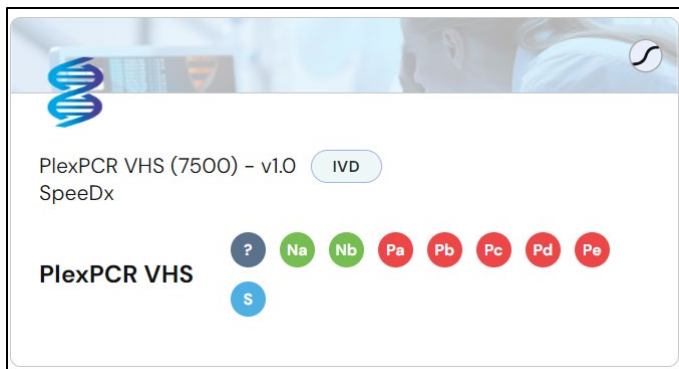 PlexPCR VHS (7500) - v1.0 IVD
SpeeDx
PlexPCR VHS ? Na Nb Pa Pb Pc Pd Pe
S